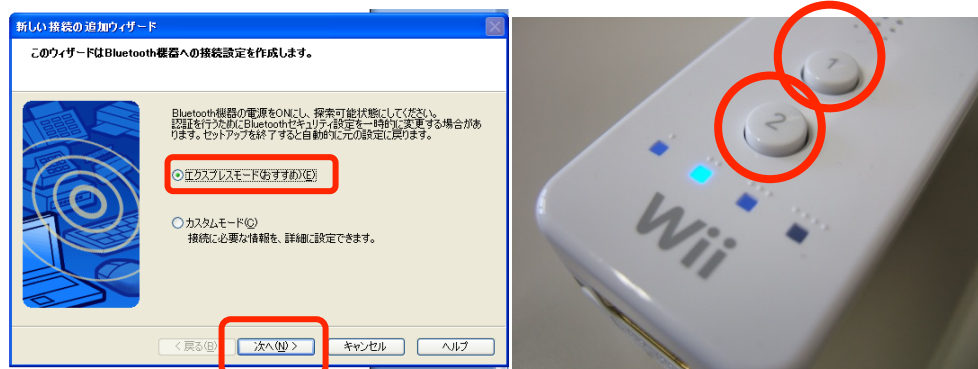 新しい接続の追加ウィザード
このウィザードはBluetooth機器への接続設定を作成します。
Bluetooth機器の電源をONにし、探索可能状態にしてください。
認証を行うためにBluetoothセキュリティ設定を一時的に変更する場合があ
ります。セットアップを終了すると自動的に元の設定に戻ります。
エクスプレスモード(おすすめ)(E)
カスタムモード(C)
接続に必要な情報を、詳細に設定できます。
< 戻る(B)
次へ(N) >
キャンセル
ヘルプ
1
2
Wii